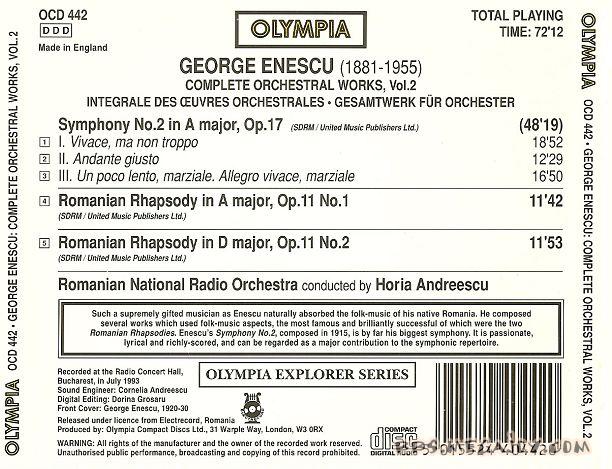 OCD 442
DDD
Made in England
OLYMPIA
TOTAL PLAYING
TIME: 72'12
GEORGE ENESCU (1881-1955)
COMPLETE ORCHESTRAL WORKS, Vol.2
INTEGRALE DES ŒUVRES ORCHESTRALES • GESAMTWERK FÜR ORCHESTER
Symphony No.2 in A major, Op.17 (SDRM / United Music Publishers Ltd.) (48'19)
1 I. Vivace, ma non troppo 18'52
2 II. Andante giusto 12'29
3 III. Un poco lento, marziale. Allegro vivace, marziale 16'50
4 Romanian Rhapsody in A major, Op.11 No.1 11'42
(SDRM / United Music Publishers Ltd.)
5 Romanian Rhapsody in D major, Op.11 No.2 11'53
(SDRM / United Music Publishers Ltd.)
Romanian National Radio Orchestra conducted by Horia Andreescu
Such a supremely gifted musician as Enescu naturally absorbed the folk-music of his native Romania. He composed
several works which used folk-music aspects, the most famous and brilliantly successful of which were the two
Romanian Rhapsodies. Enescu's Symphony No.2, composed in 1915, is by far his biggest symphony. It is passionate,
lyrical and richly-scored, and can be regarded as a major contribution to the symphonic repertoire.
Recorded at the Radio Concert Hall,
Bucharest, in July 1993
Sound Engineer: Cornelia Andreescu
Digital Editing: Dorina Grosaru
Front Cover: George Enescu, 1920-30
OLYMPIA EXPLORER SERIES
Released under licence from Electrecord, Romania
Produced by: Olympia Compact Discs Ltd., 31 Warple Way, London, W3 0RX
WARNING: All rights of the manufacturer and the owner of the recorded work reserved.
Unauthorised public performance, broadcasting and copying of this recording prohibited.
COMPACT
disc
DIGITAL AUDIO
OLYMPIA OCD 442 • GEORGE ENESCU: COMPLETE ORCHESTRAL WORKS, VOL. 2
OLYMPIA OCD 442 • GEORGE ENESCU: COMPLETE ORCHESTRAL WORKS, VOL. 2